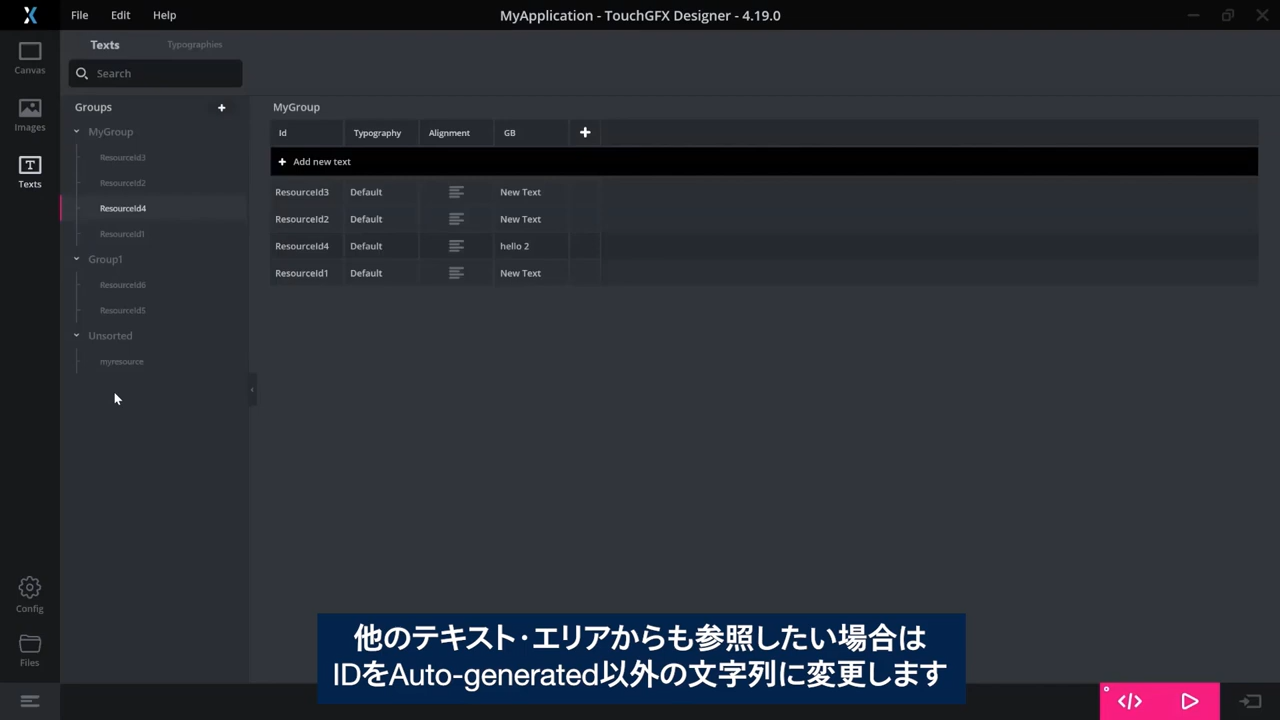 File Edit Help
MyApplication - TouchGFX Designer - 4.19.0
Canvas
Images
Texts
Config
Files
Texts Typographies
Search
Groups +
MyGroup
ResourceId3
ResourceId2
ResourceId4
ResourceId1
Group1
ResourceId6
ResourceId5
Unsorted
myresource
MyGroup
Id Typography Alignment GB +
+ Add new text
ResourceId3 Default New Text
ResourceId2 Default New Text
ResourceId4 Default hello 2
ResourceId1 Default New Text
他のテキスト・エリアからも参照したい場合は
IDをAuto-generated以外の文字列に変更します